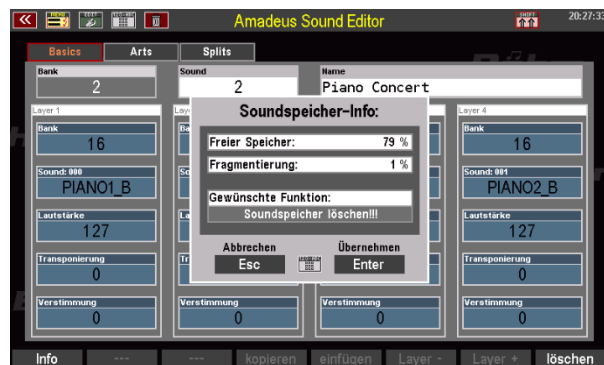 MENU EDIT SHIFT
Amadeus Sound Editor
20:27:33
Basics Arts Splits
Bank Sound Name
2 2 Piano Concert
Layer 1 Layer 4
Soundspeicher-Info:
Bank Bank
16 16
Freier Speicher: 79 %
Fragmentierung: 1 %
Sound: 000 Sound: 001
PIANO1_B PIANO2_B
Gewünschte Funktion:
Soundspeicher löschen!!!
Lautstärke Lautstärke
127 127
Abbrechen Übernehmen
Esc Enter
Transponierung Transponierung
0 0
Verstimmung Verstimmung Verstimmung Verstimmung
0 0 0 0
Info --- --- kopieren einfügen Layer - Layer + löschen